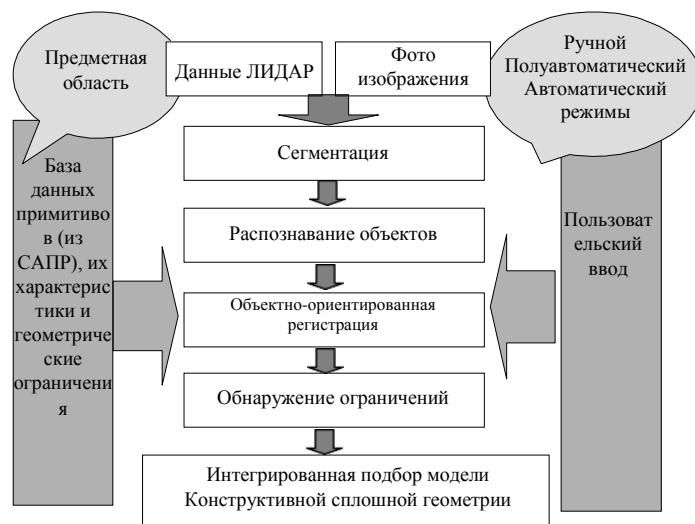 Предметная
область
Данные ЛИДАР
Фото
изображения
Ручной
Полуавтоматический
Автоматический
режимы
Сегментация
Распознавание объектов
Объектно-ориентированная
регистрация
Обнаружение ограничений
Интегрированная подбор модели
Конструктивной сплошной геометрии
База
данных
примитиво
в (из
САПР), их
характерис
тики и
геометриче
ские
ограничени
я
Пользоват
ельский
ввод